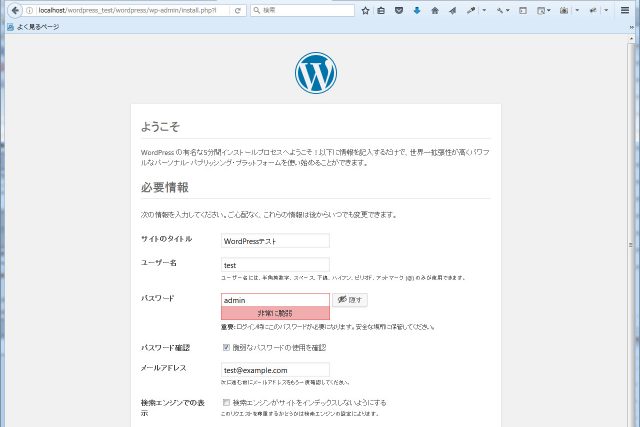 localhost/wordpress_test/wordpress/wp-admin/install.php?l
検索
よく見るページ
ようこそ
WordPress の有名な5分間インストールプロセスへようこそ！以下に情報を記入するだけで、世界一拡張性が高くパワフ
ルなパーソナル・パブリッシング・プラットフォームを使い始めることができます。
必要情報
次の情報を入力してください。ご心配なく、これらの情報は後からいつでも変更できます。
サイトのタイトル WordPressテスト
ユーザー名 test
ユーザー名には、半角英数字、スペース、下線、ハイフン、ピリオド、アットマーク (@) のみが使用できます。
パスワード admin 隠す
非常に脆弱
重要: ログイン時にこのパスワードが必要になります。安全な場所に保管してください。
パスワード確認 脆弱なパスワードの使用を確認
メールアドレス test@example.com
次に進む前にメールアドレスをもう一度確認してください。
検索エンジンでの表 検索エンジンがサイトをインデックスしないようにする
示 このリクエストを尊重するかどうかは検索エンジンの設定によります。